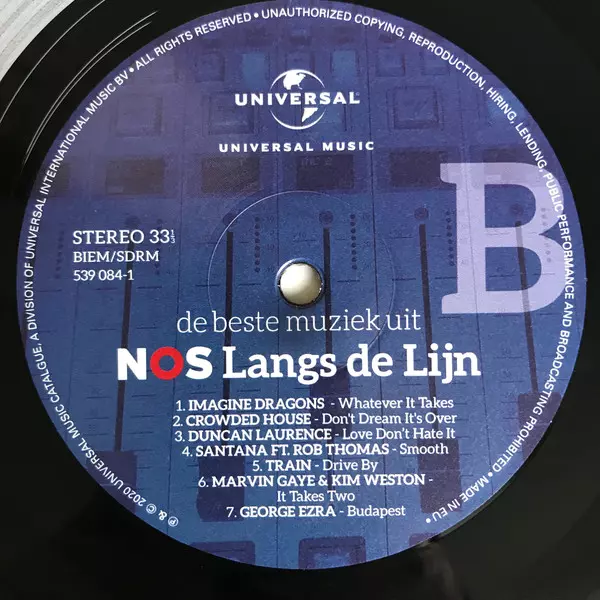 UNIVERSAL
UNIVERSAL MUSIC
B
STEREO 33⅓
BIEM/SDRM
539 084-1
de beste muziek uit
NOS Langs de Lijn
1. IMAGINE DRAGONS - Whatever It Takes
2. CROWDED HOUSE - Don't Dream It's Over
3. DUNCAN LAURENCE - Love Don't Hate It
4. SANTANA FT. ROB THOMAS - Smooth
5. TRAIN - Drive By
6. MARVIN GAYE & KIM WESTON -
It Takes Two
7. GEORGE EZRA - Budapest
℗ & © 2020 UNIVERSAL MUSIC CATALGUE, A DIVISION OF UNIVERSAL INTERNATIONAL MUSIC BV • ALL RIGHTS RESERVED • UNAUTHORIZED COPYING, REPRODUCTION, HIRING, LENDING, PUBLIC PERFORMANCE AND BROADCASTING PROHIBITED • MADE IN EU •